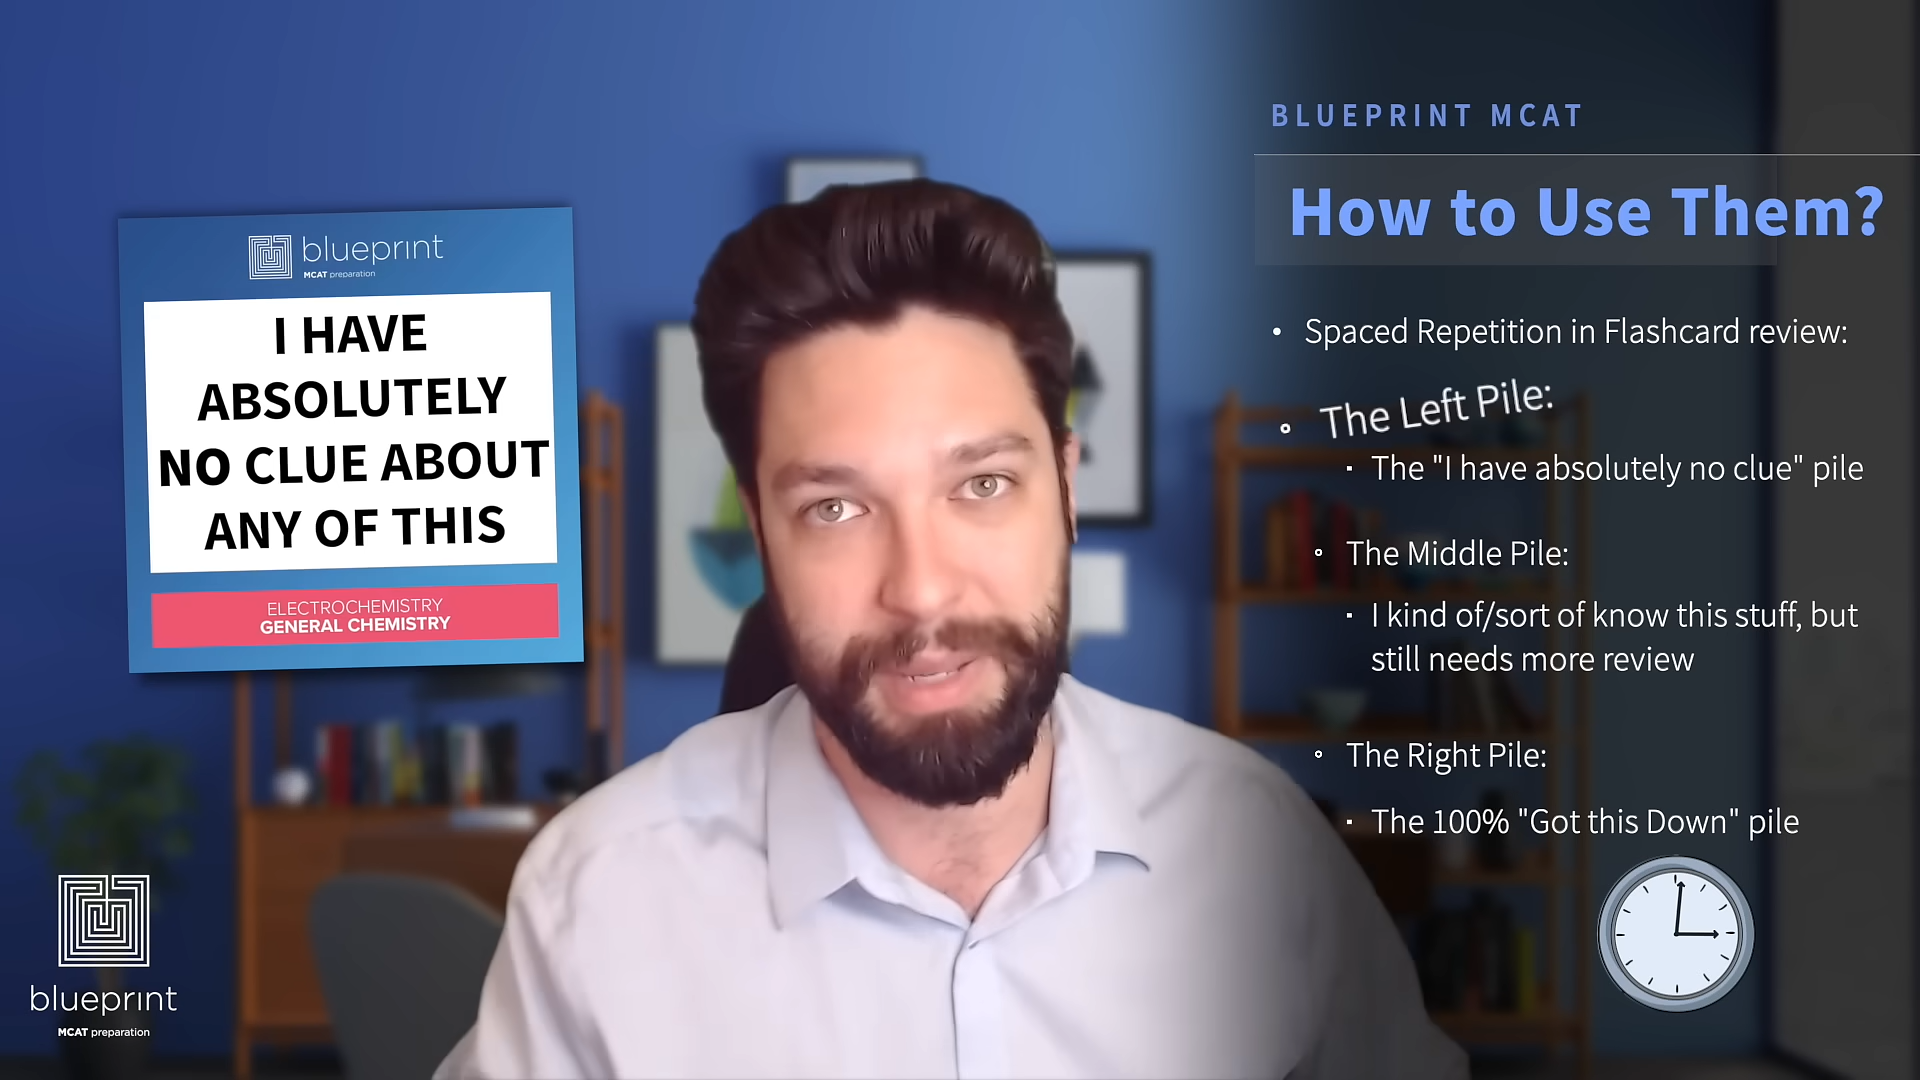 blueprint
MCAT preparation
I HAVE
ABSOLUTELY
NO CLUE ABOUT
ANY OF THIS
ELECTROCHEMISTRY
GENERAL CHEMISTRY
BLUEPRINT MCAT
How to Use Them?
• Spaced Repetition in Flashcard review:
∘ The Left Pile:
▪ The "I have absolutely no clue" pile
∘ The Middle Pile:
▪ I kind of/sort of know this stuff, but
still needs more review
∘ The Right Pile:
▪ The 100% "Got this Down" pile
blueprint
MCAT preparation